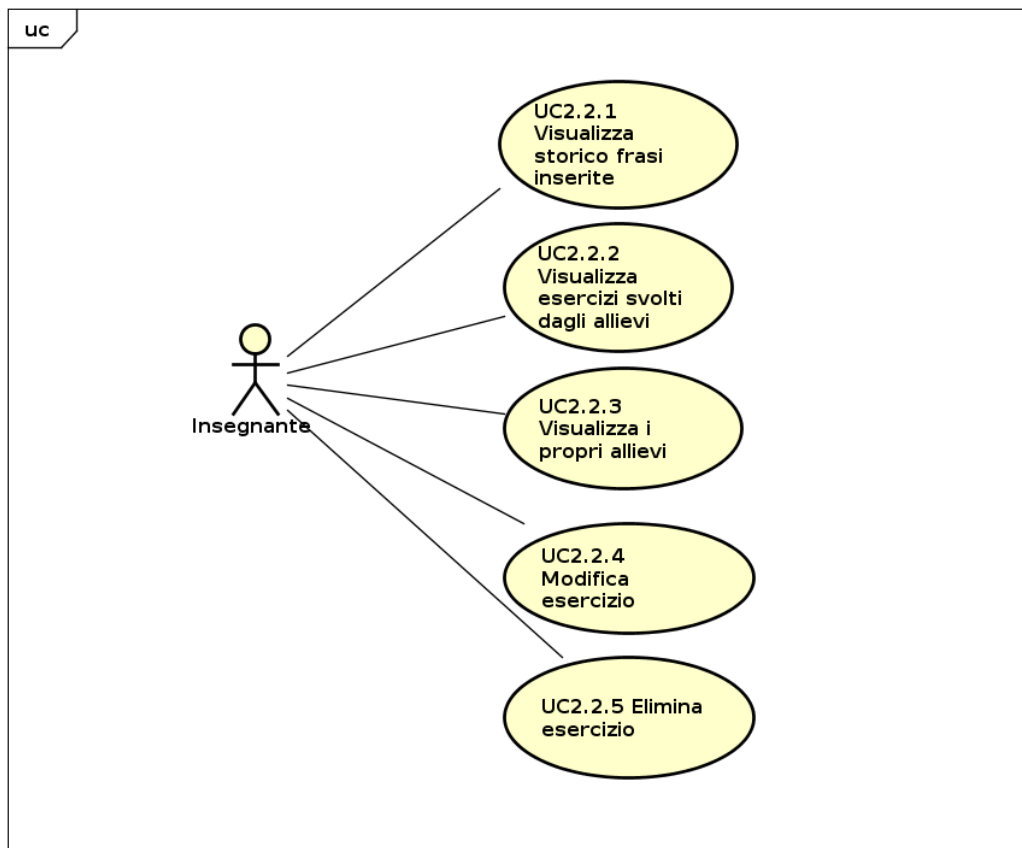 uc
UC2.2.1
Visualizza
storico frasi
inserite
UC2.2.2
Visualizza
esercizi svolti
dagli allievi
Insegnante
UC2.2.3
Visualizza i
propri allievi
UC2.2.4
Modifica
esercizio
UC2.2.5 Elimina
esercizio